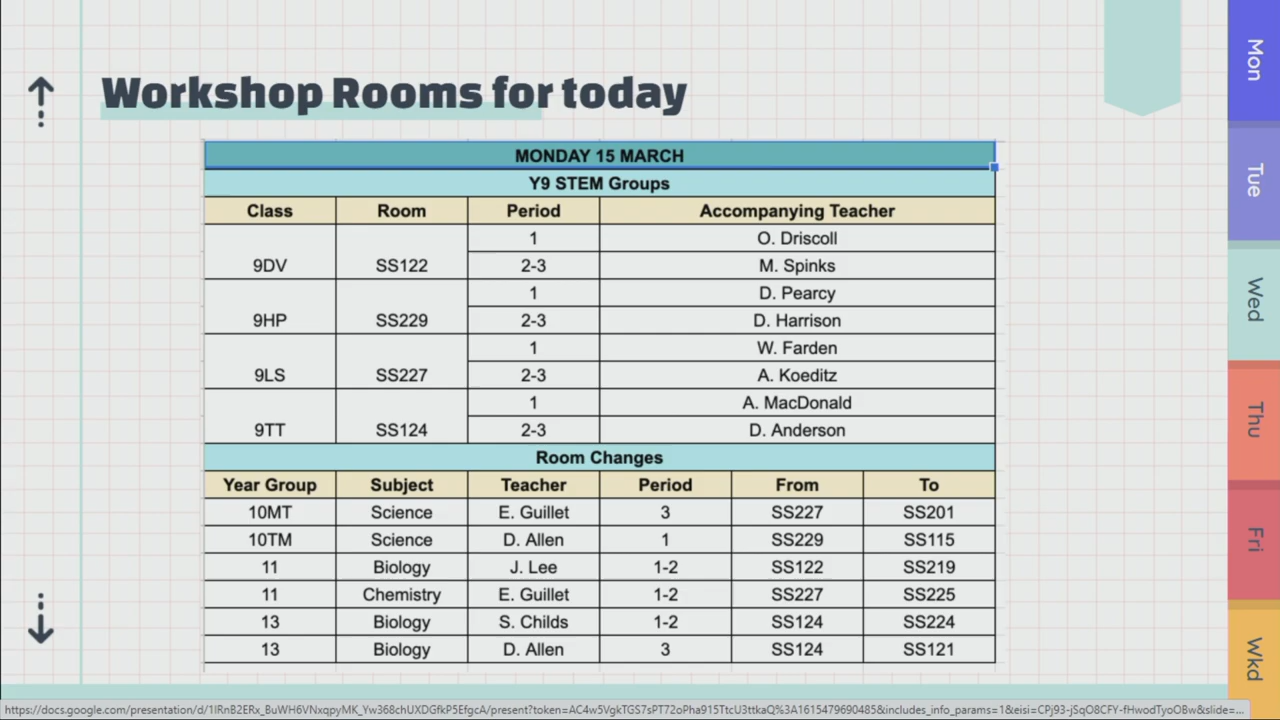 Workshop Rooms for today
MONDAY 15 MARCH
Y9 STEM Groups
Class Room Period Accompanying Teacher
1 O. Driscoll
9DV SS122 2-3 M. Spinks
1 D. Pearcy
9HP SS229 2-3 D. Harrison
1 W. Farden
9LS SS227 2-3 A. Koeditz
1 A. MacDonald
9TT SS124 2-3 D. Anderson
Room Changes
Year Group Subject Teacher Period From To
10MT Science E. Guillet 3 SS227 SS201
10TM Science D. Allen 1 SS229 SS115
11 Biology J. Lee 1-2 SS122 SS219
11 Chemistry E. Guillet 1-2 SS227 SS225
13 Biology S. Childs 1-2 SS124 SS224
13 Biology D. Allen 3 SS124 SS121
Mon
Tue
Wed
Thu
Fri
Wkd